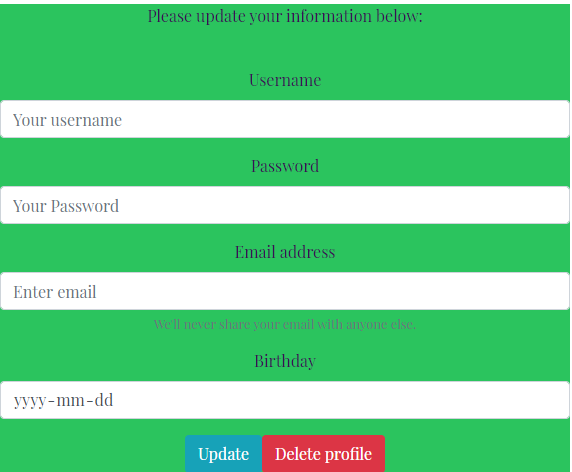 Please update your information below:
Username
Your username
Password
Your Password
Email address
Enter email
We'll never share your email with anyone else.
Birthday
yyyy-mm-dd
Update Delete profile